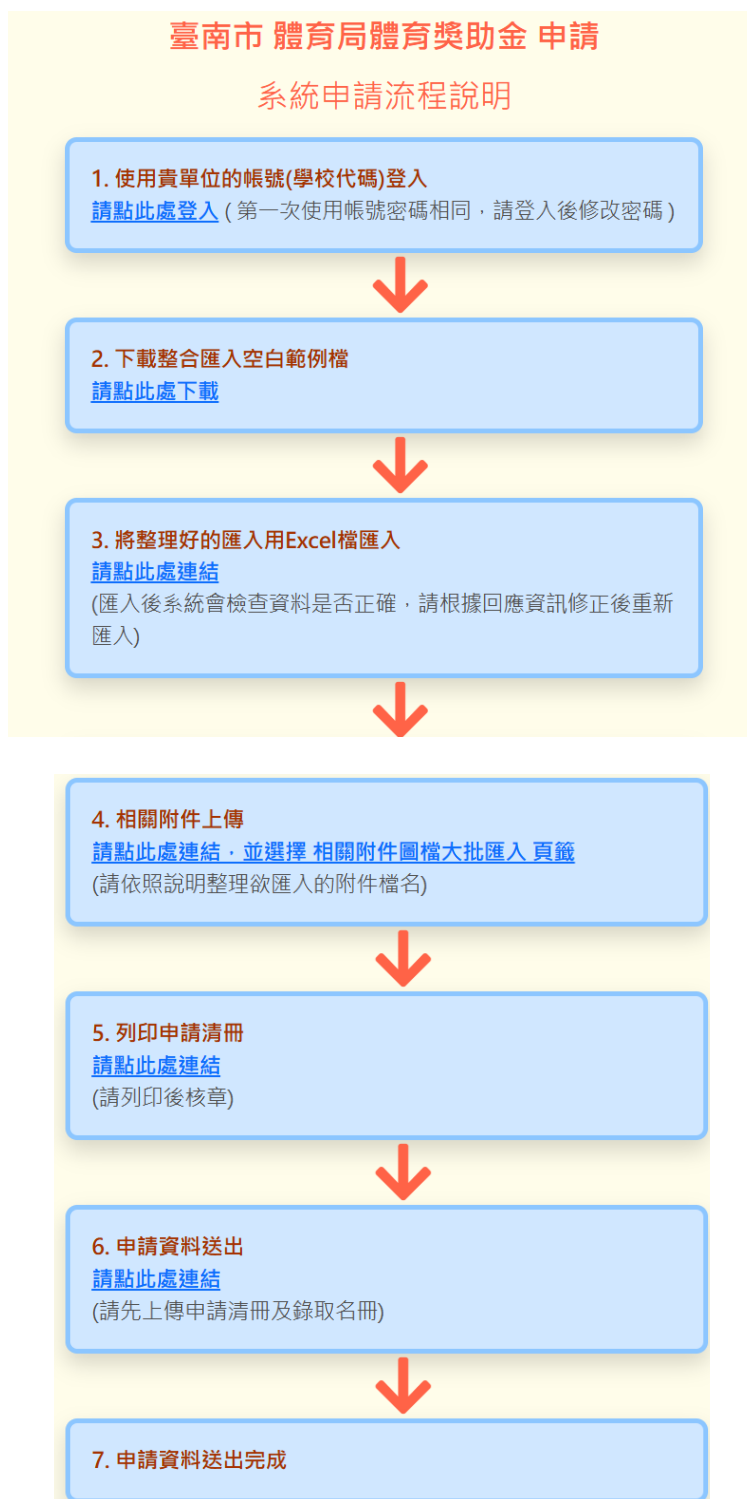 臺南市 體育局體育獎助金 申請
系統申請流程說明
1. 使用貴單位的帳號(學校代碼)登入
請點此處登入 ( 第一次使用帳號密碼相同，請登入後修改密碼 )
2. 下載整合匯入空白範例檔
請點此處下載
3. 將整理好的匯入用Excel檔匯入
請點此處連結
(匯入後系統會檢查資料是否正確，請根據回應資訊修正後重新
匯入)
4. 相關附件上傳
請點此處連結，並選擇 相關附件圖檔大批匯入 頁籤
(請依照說明整理欲匯入的附件檔名)
5. 列印申請清冊
請點此處連結
(請列印後核章)
6. 申請資料送出
請點此處連結
(請先上傳申請清冊及錄取名冊)
7. 申請資料送出完成